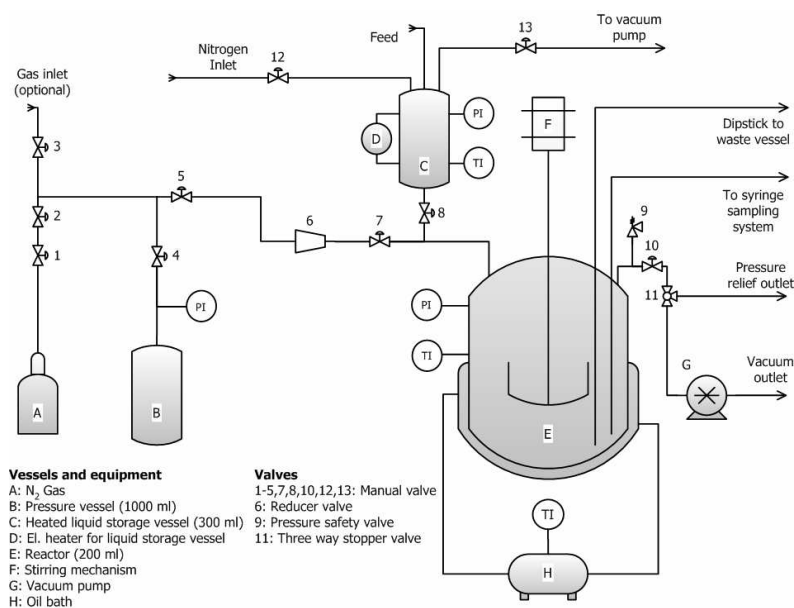 To vacuum
pump
13
Feed
Nitrogen
Inlet
12
Gas inlet
(optional)
PI
F
D
Dipstick to
waste vessel
3
TI
C
5
To syringe
sampling
system
2
6
7
8
9
10
1
4
Pressure
relief outlet
11
PI
PI
TI
G
Vacuum
outlet
A
B
E
Vessels and equipment
A: N2 Gas
B: Pressure vessel (1000 ml)
C: Heated liquid storage vessel (300 ml)
D: El. heater for liquid storage vessel
E: Reactor (200 ml)
F: Stirring mechanism
G: Vacuum pump
H: Oil bath
Valves
1-5,7,8,10,12,13: Manual valve
6: Reducer valve
9: Pressure safety valve
11: Three way stopper valve
TI
H